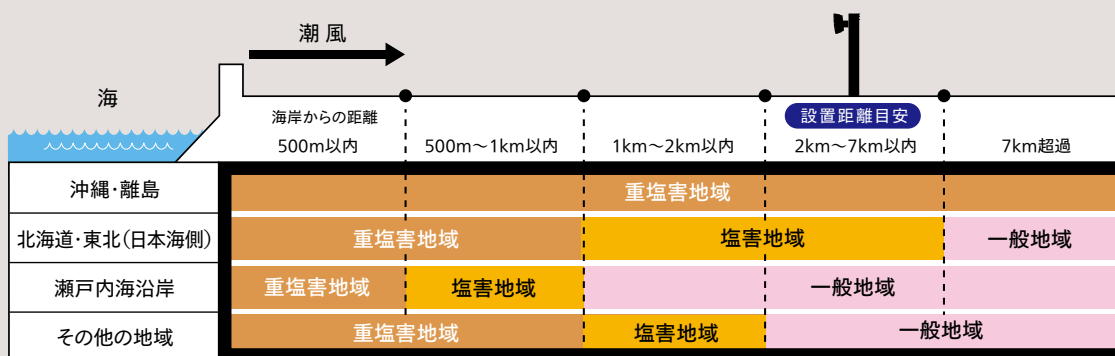 潮風
海
海岸からの距離
設置距離目安
500m以内 500m〜1km以内 1km〜2km以内 2km〜7km以内 7km超過
沖縄・離島 重塩害地域
北海道・東北(日本海側) 重塩害地域 塩害地域 一般地域
瀬戸内海沿岸 重塩害地域 塩害地域 一般地域
その他の地域 重塩害地域 塩害地域 一般地域